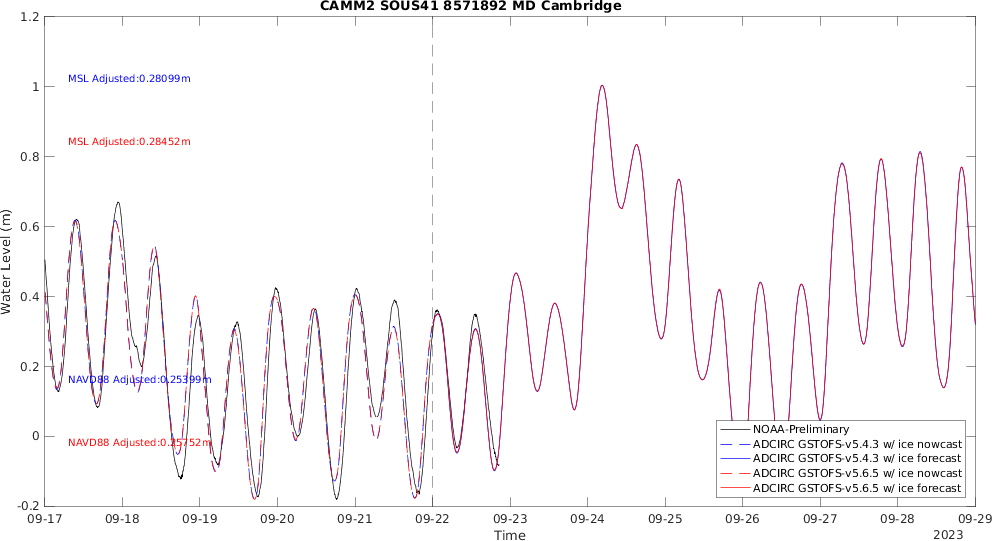 CAMM2 SOUS41 8571892 MD Cambridge
1.2
1
0.8
0.6
0.4
0.2
0
-0.2
Water Level (m)
MSL Adjusted:0.28099m
MSL Adjusted:0.28452m
NAVD88 Adjusted:0.25399m
NAVD88 Adjusted:0.25752m
NOAA-Preliminary
ADCIRC GSTOFS-v5.4.3 w/ ice nowcast
ADCIRC GSTOFS-v5.4.3 w/ ice forecast
ADCIRC GSTOFS-v5.6.5 w/ ice nowcast
ADCIRC GSTOFS-v5.6.5 w/ ice forecast
09-17 09-18 09-19 09-20 09-21 09-22 09-23 09-24 09-25 09-26 09-27 09-28 09-29
Time
2023